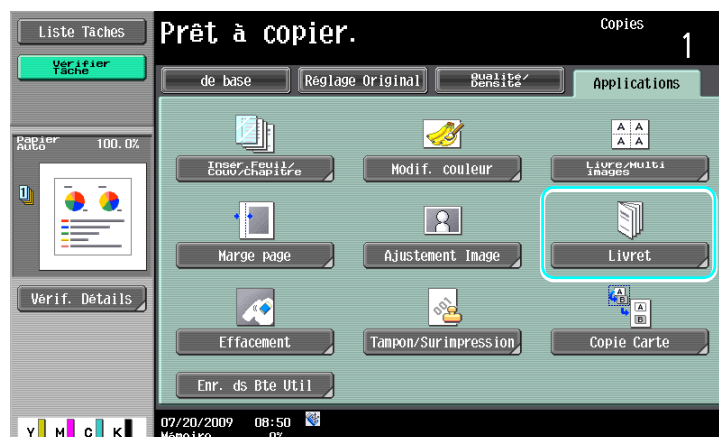 Liste Tâches
Prêt à copier.
Copies
1
Vérifier
Tâche
de base
Réglage Original
Qualité/
Densité
Applications
Papier
Auto
100.0%
Insér.Feuil/
Couv/Chapitre
Modif. couleur
Livre/Multi
images
A A
A A
1
Marge page
Ajustement Image
Livret
Vérif. Détails
Effacement
Tampon/Surimpression
Copie Carte
001
A
B
A
B
Enr. ds Bte Util
07/20/2009 08:50
Mémoire 0%
Y M C K